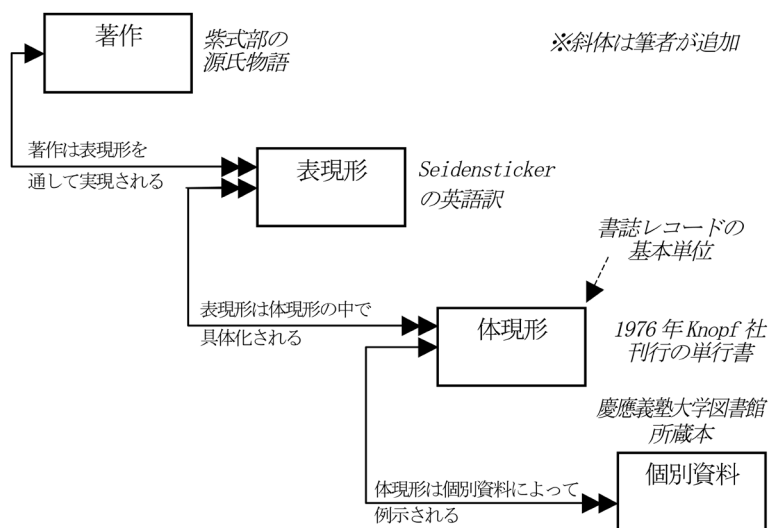 著作
紫式部の
源氏物語
※斜体は筆者が追加
著作は表現形を
通して実現される
表現形
Seidensticker
の英語訳
書誌レコードの
基本単位
表現形は体現形の中で
具体化される
体現形
1976年Knopf社
刊行の単行書
慶應義塾大学図書館
所蔵本
個別資料
体現形は個別資料によって
例示される